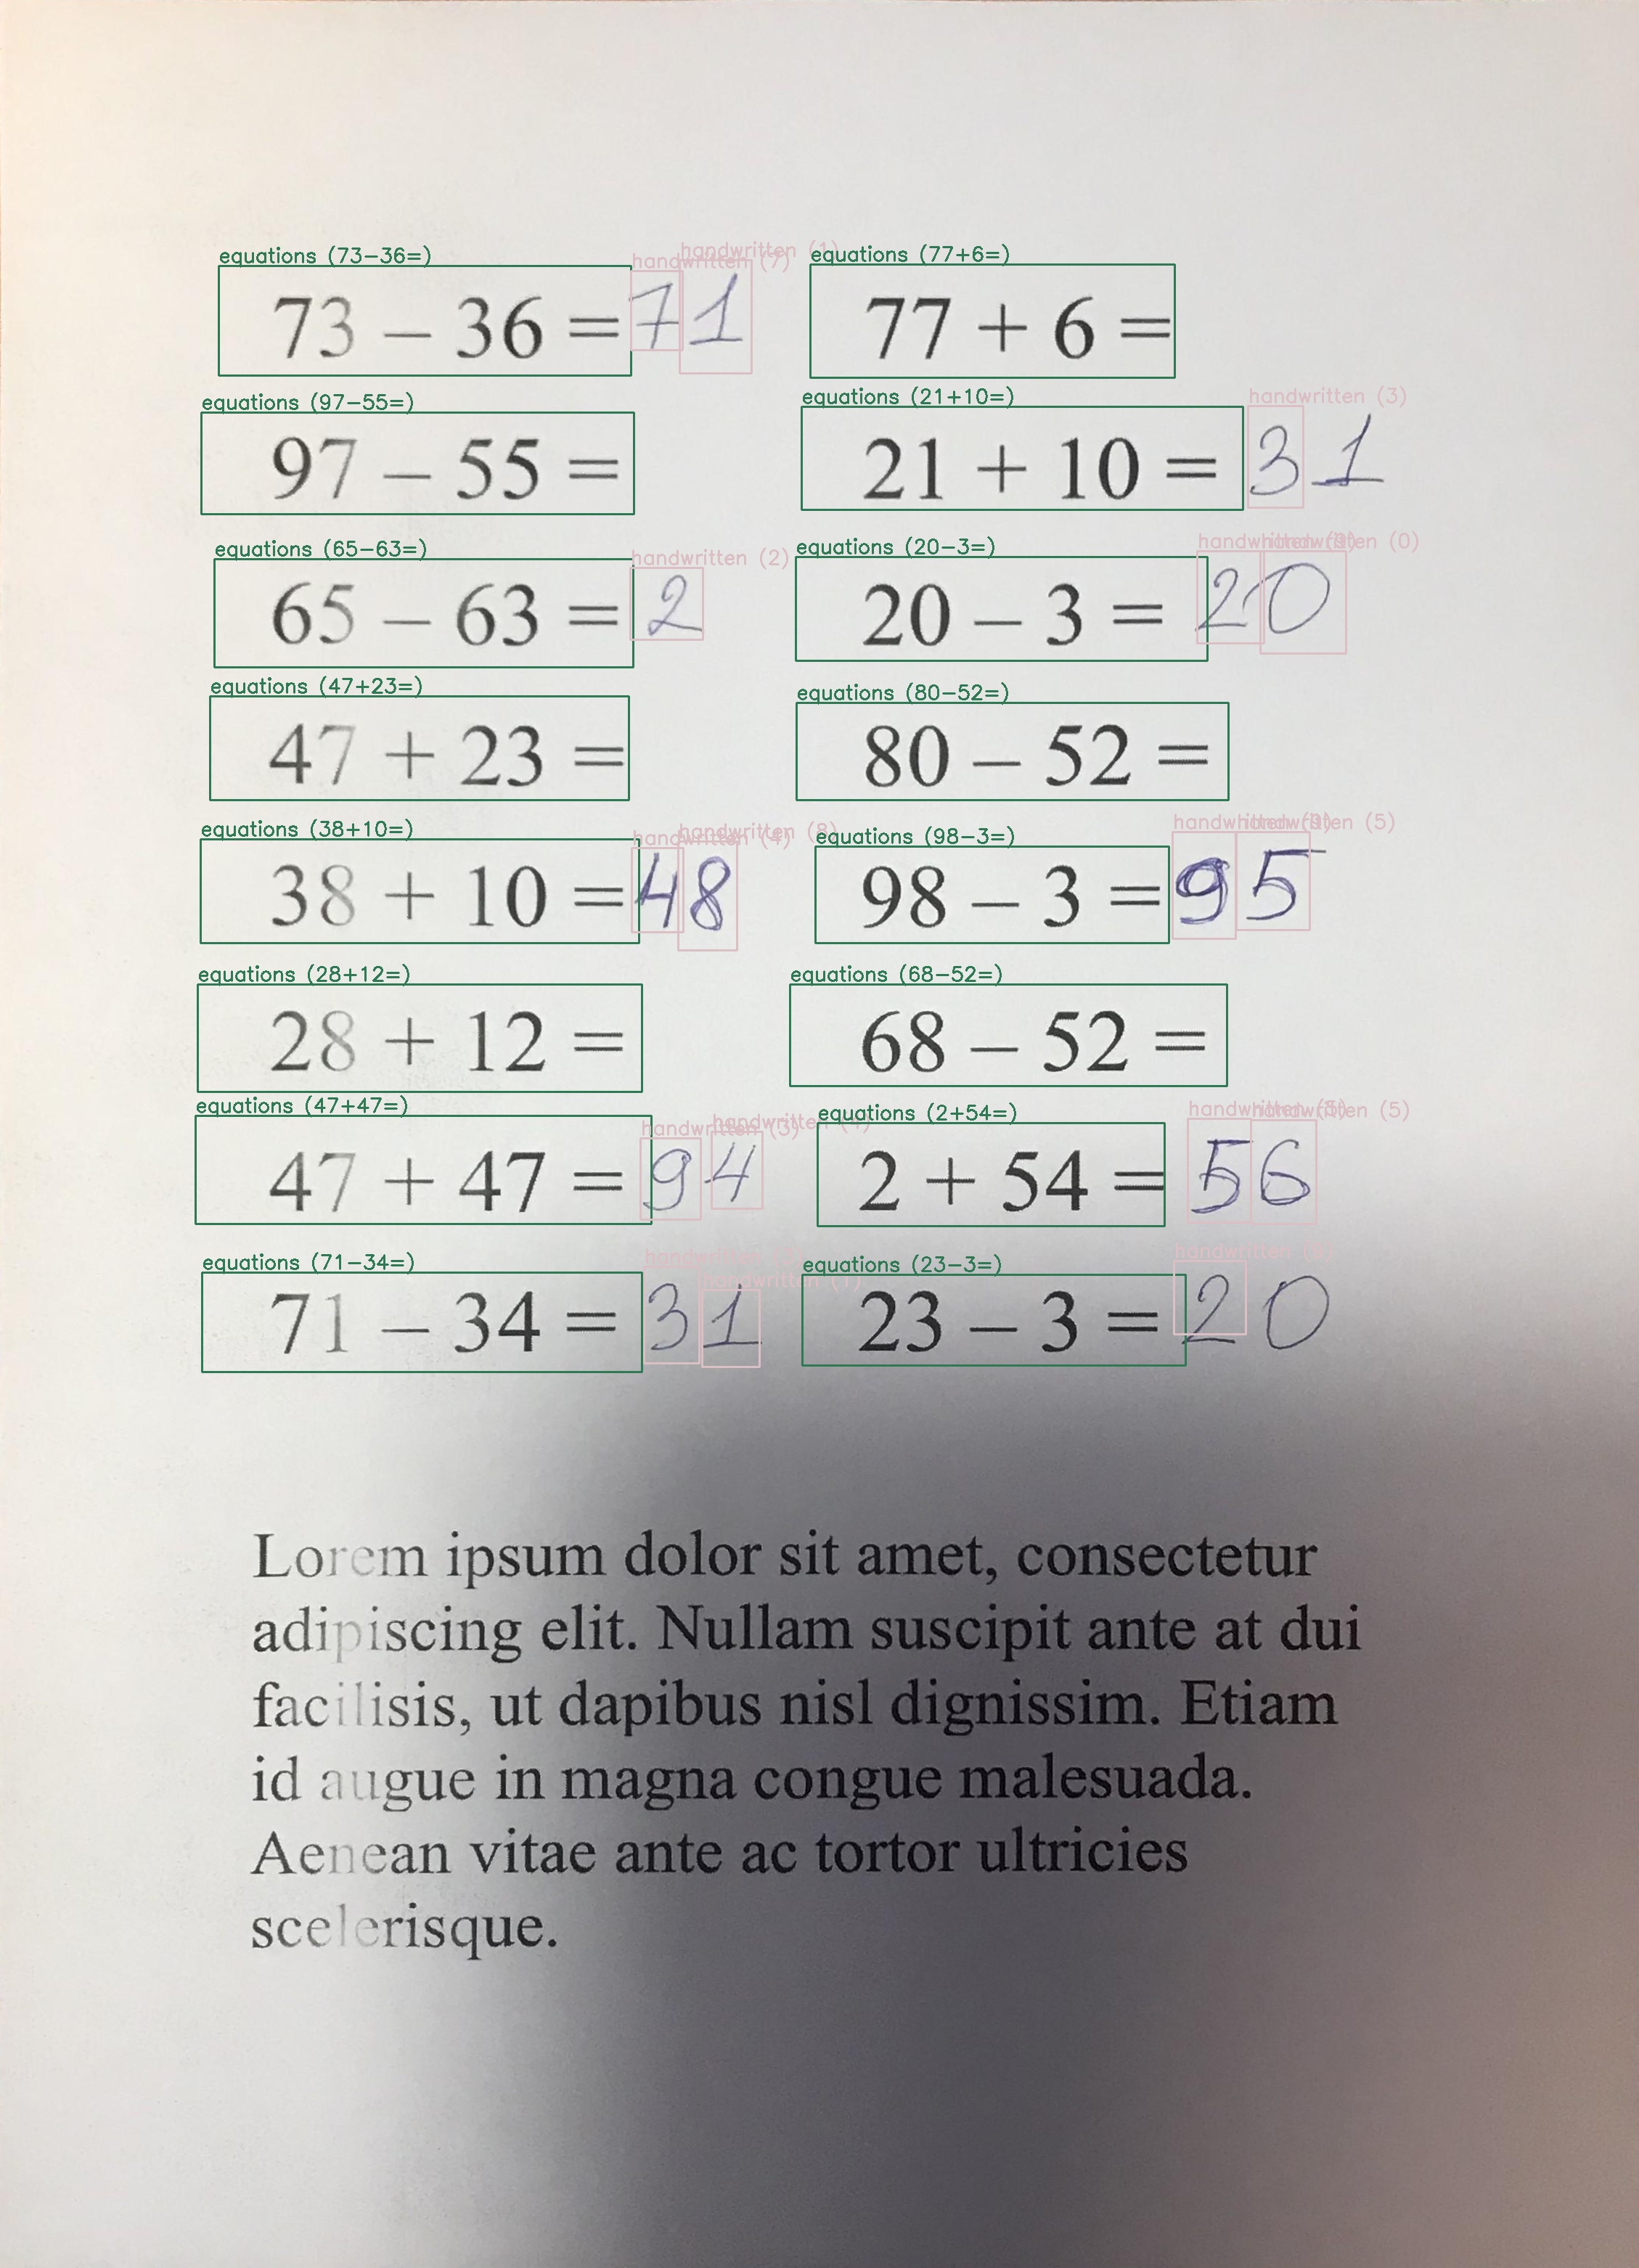 equations (73-36=) handwritten (7) handwritten (1) equations (77+6=)
73 – 36 = 71 77 + 6 =
equations (97-55=) equations (21+10=) handwritten (3)
97 – 55 = 21 + 10 = 31
equations (65-63=) handwritten (2) equations (20-3=) handwritten handwritten (0)
65 – 63 = 2 20 – 3 = 20
equations (47+23=) equations (80-52=)
47 + 23 = 80 – 52 =
equations (38+10=) handwritten (4) handwritten (8) equations (98-3=) handwritten handwritten (5)
38 + 10 = 48 98 – 3 = 95
equations (28+12=) equations (68-52=)
28 + 12 = 68 – 52 =
equations (47+47=) handwritten (3) handwritten (4) equations (2+54=) handwritten handwritten (5)
47 + 47 = 94 2 + 54 = 56
equations (71-34=) handwritten handwritten (1) equations (23-3=) handwritten
71 – 34 = 31 23 – 3 = 20
Lorem ipsum dolor sit amet, consectetur
adipiscing elit. Nullam suscipit ante at dui
facilisis, ut dapibus nisl dignissim. Etiam
id augue in magna congue malesuada.
Aenean vitae ante ac tortor ultricies
scelerisque.